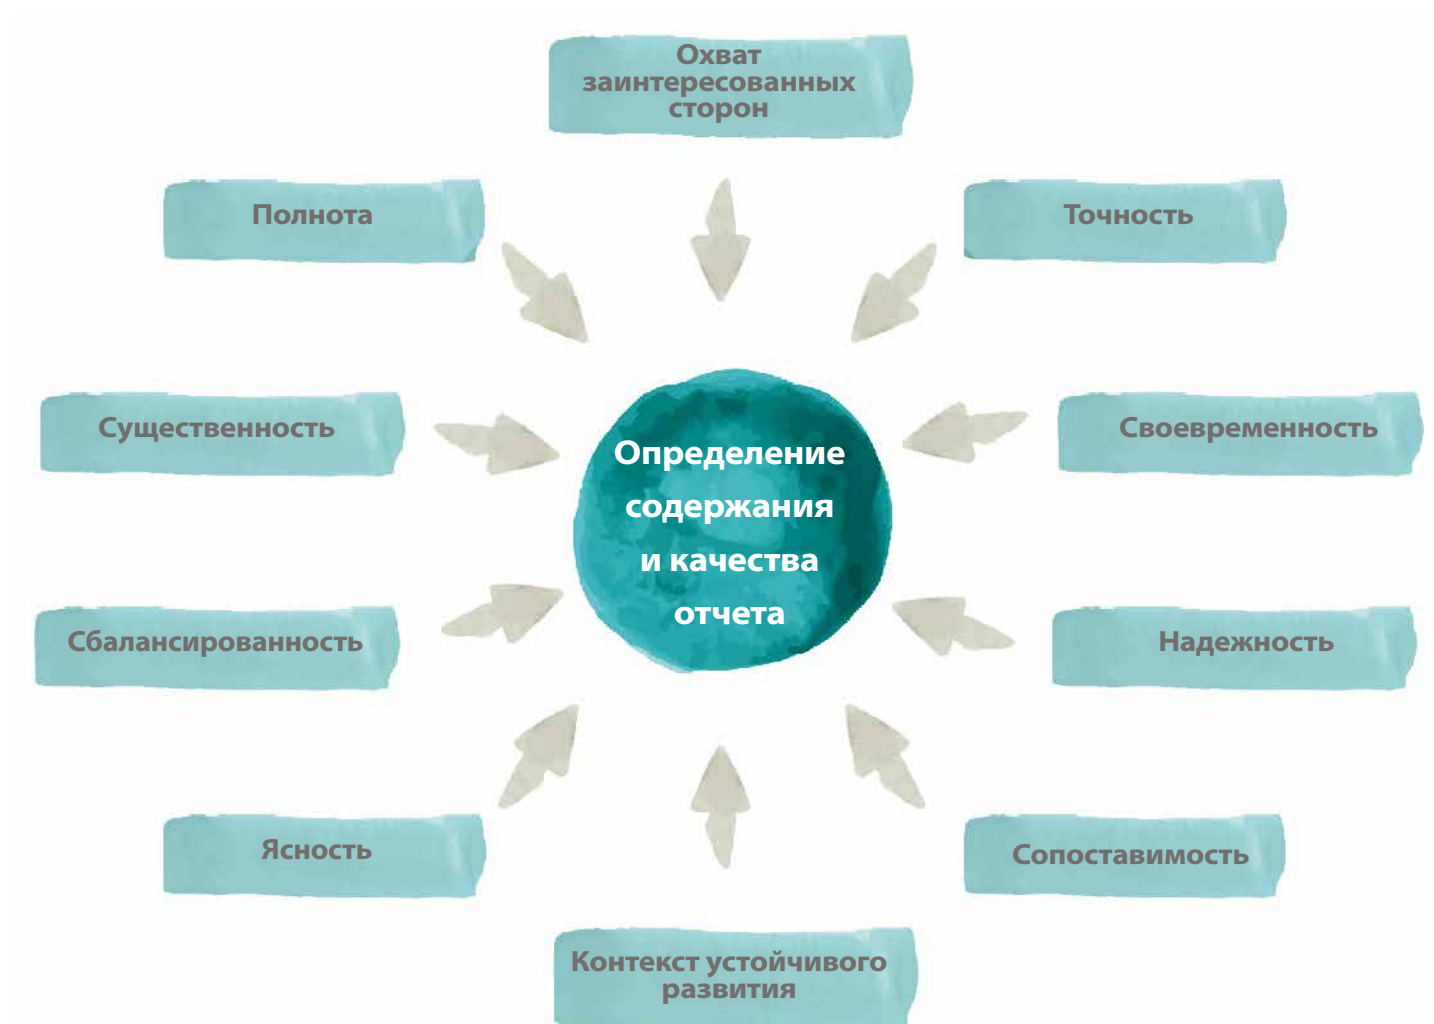 Охват
заинтересованных
сторон
Полнота
Точность
Существенность
Своевременность
Определение
содержания
и качества
отчета
Сбалансированность
Надежность
Ясность
Сопоставимость
Контекст устойчивого
развития